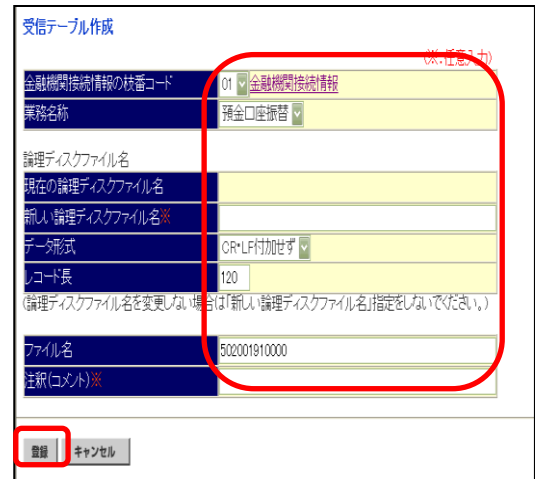 受信テーブル作成
(※:任意入力)
金融機関接続情報の枝番コード 01 金融機関接続情報
業務名称 預金口座振替
論理ディスクファイル名
現在の論理ディスクファイル名
新しい論理ディスクファイル名※
データ形式 CR・LF付加せず
レコード長 120
(論理ディスクファイル名を変更しない場合は「新しい論理ディスクファイル名」指定をしないでください。)
ファイル名 502001910000
注釈(コメント)※
登録 キャンセル